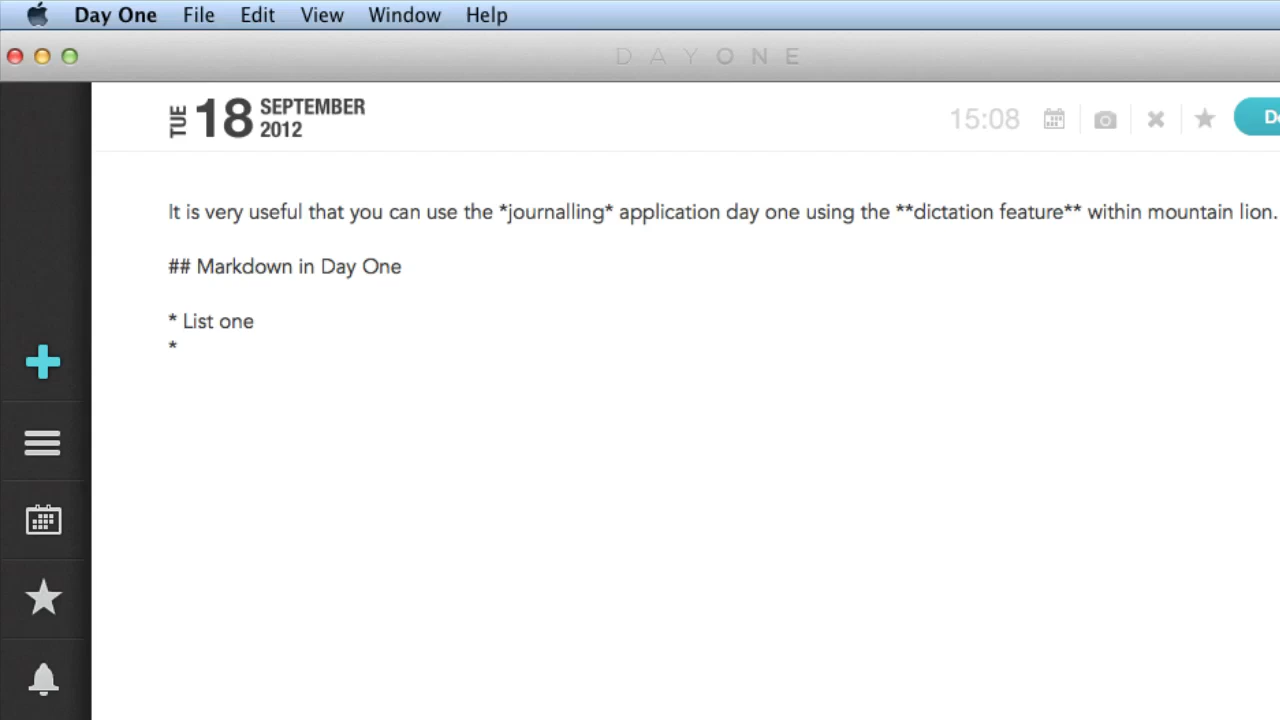 Day One File Edit View Window Help
DAY ONE
TUE 18 SEPTEMBER 2012
15:08
It is very useful that you can use the *journalling* application day one using the **dictation feature** within mountain lion.
## Markdown in Day One
* List one
*